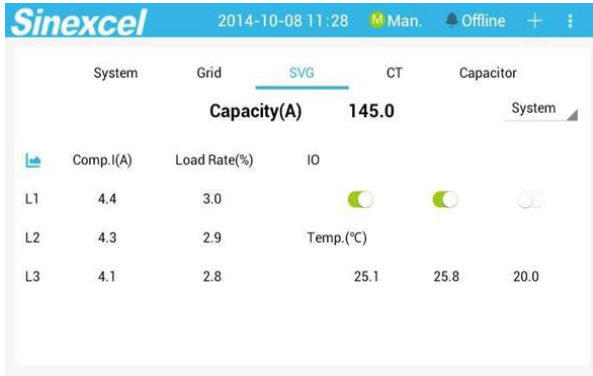 Sinexcel 2014-10-08 11:28 M Man. Offline
System Grid SVG CT Capacitor
Capacity(A) 145.0 System
Comp.I(A) Load Rate(%) IO
L1 4.4 3.0
L2 4.3 2.9 Temp.(℃)
L3 4.1 2.8 25.1 25.8 20.0